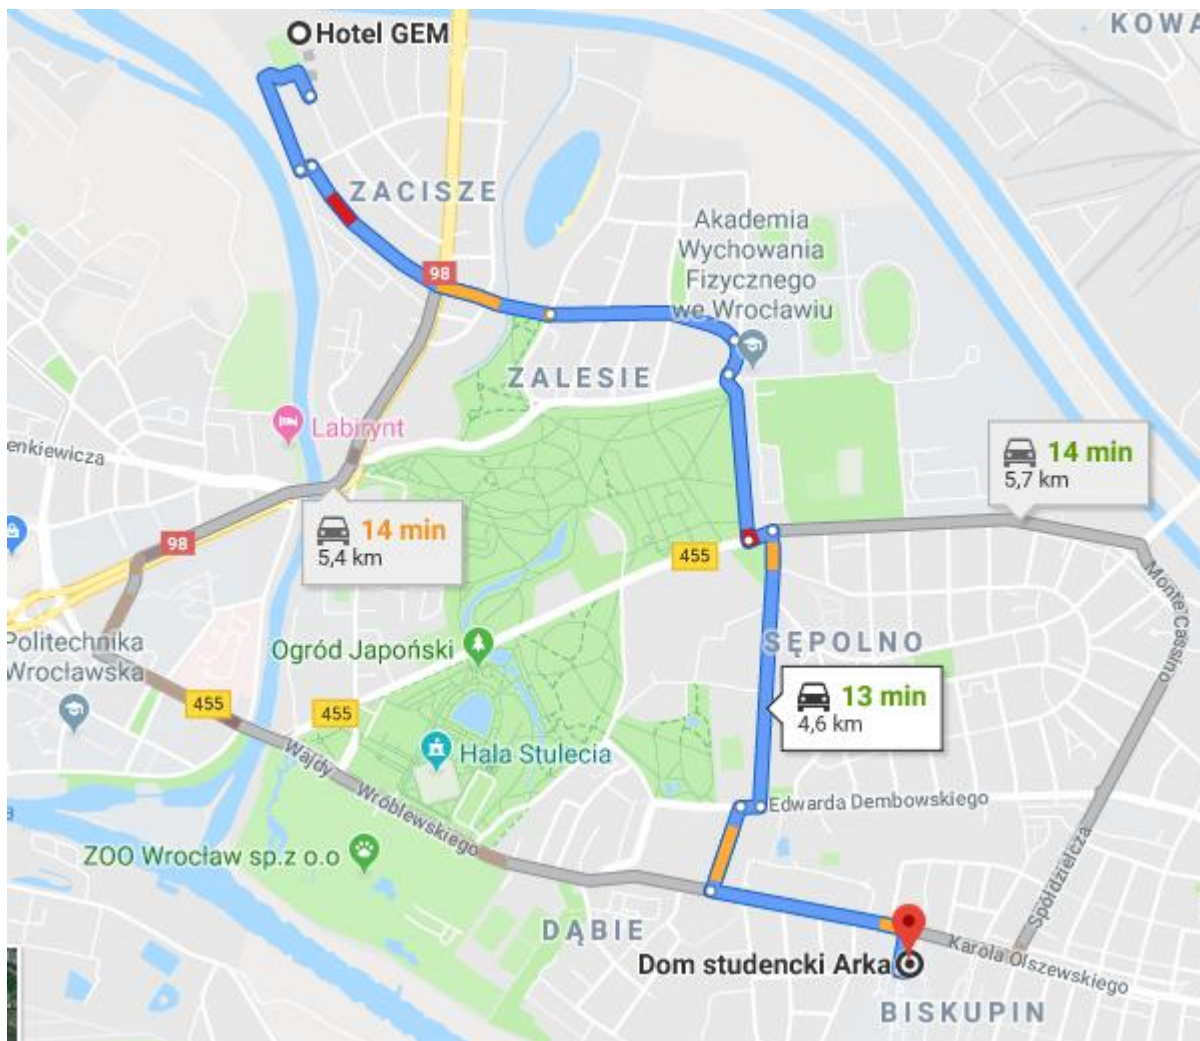 KOWA
Hotel GEM
ZACISZE
Akademia
Wychowania
Fizycznego
we Wrocławiu
98
ZALESIE
Labirynt
enkiewicza
14 min
5,7 km
14 min
5,4 km
98
455
Monte Cassino
Politechnika
Wrocławska
Ogród Japoński
SĘPOLNO
13 min
4,6 km
455
455
Wajdy
Wróblewskiego
Hala Stulecia
Edwarda Dembowskiego
ZOO Wrocław sp.z o.o
Spółdzielcza
DĄBIE
Karola Olszewskiego
Dom studencki Arka
BISKUPIN